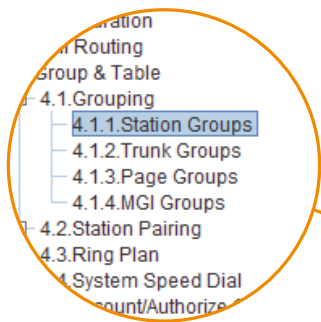 Routing
Group & Table
4.1.Grouping
4.1.1.Station Groups
4.1.2.Trunk Groups
4.1.3.Page Groups
4.1.4.MGI Groups
4.2.Station Pairing
4.3.Ring Plan
System Speed Dial